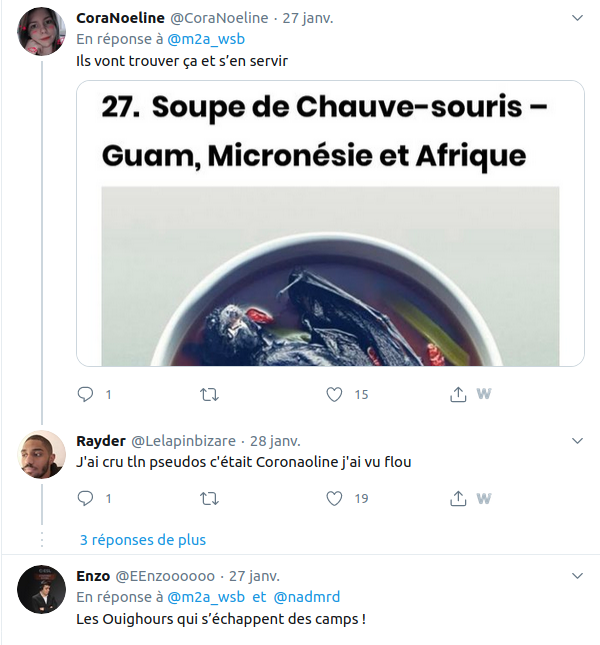 CoraNoeline @CoraNoeline · 27 janv.
En réponse à @m2a_wsb
Ils vont trouver ça et s’en servir
27. Soupe de Chauve-souris –
Guam, Micronésie et Afrique
1 15 W
Rayder @Lelapinbizare · 28 janv.
J'ai cru tln pseudos c'était Coronaoline j'ai vu flou
1 19 W
3 réponses de plus
Enzo @EEnzoooooo · 27 janv.
En réponse à @m2a_wsb et @nadmrd
Les Ouighours qui s’échappent des camps !